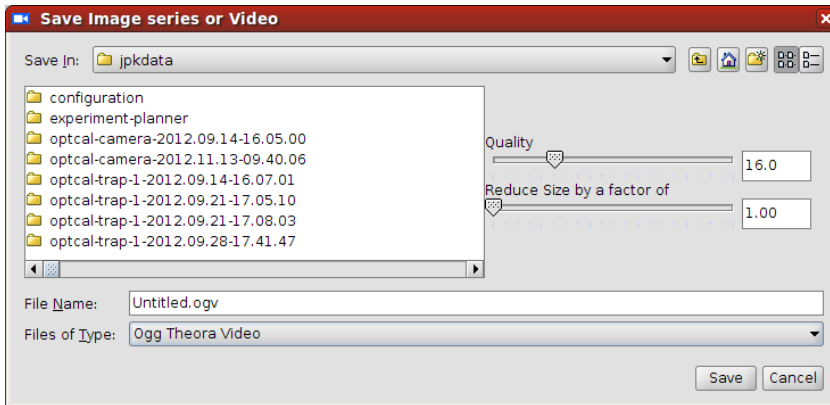 Save Image series or Video
Save In: jpkdata
configuration
experiment-planner
optcal-camera-2012.09.14-16.05.00
optcal-camera-2012.11.13-09.40.06
optcal-trap-1-2012.09.14-16.07.01
optcal-trap-1-2012.09.21-17.05.10
optcal-trap-1-2012.09.21-17.08.03
optcal-trap-1-2012.09.28-17.41.47
Quality
16.0
Reduce Size by a factor of
1.00
File Name: Untitled.ogv
Files of Type: Ogg Theora Video
Save Cancel